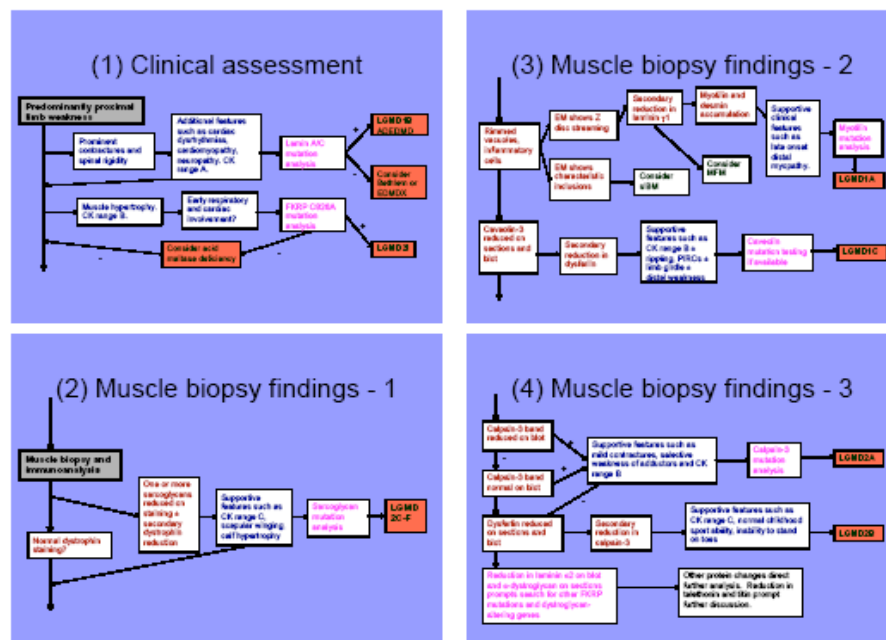 (1) Clinical assessment
Predominantly proximal
limb weakness
Prominent
contractures and
spinal rigidity
Additional features
such as cardiac
dysrhythmias,
cardiomyopathy,
neuropathy. CK
range A.
Lamin A/C
mutation
analysis
+
-
LGMD1B
ADEDMD
Consider
Bethlem or
EDMDX
Muscle hypertrophy.
CK range B.
Early respiratory
and cardiac
involvement?
FKRP C826A
mutation
analysis
+
-
LGMD2I
Consider acid
maltase deficiency
-
(2) Muscle biopsy findings - 1
Muscle biopsy and
immunoanalysis
Normal dystrophin
staining?
One or more
sarcoglycans
reduced on
staining ±
secondary
dystrophin
reduction
Supportive
features such as
CK range C,
scapular winging,
calf hypertrophy
Sarcoglycan
mutation
analysis
LGMD
2C-F
(3) Muscle biopsy findings - 2
Rimmed
vacuoles,
inflammatory
cells
EM shows Z
disc streaming
EM shows
characteristic
inclusions
Secondary
reduction in
laminin γ1
Consider
Myotilin and
desmin
accumulation
Consider
MFM
Supportive
clinical
features
such as
late onset
distal
myopathy.
Myotilin
mutation
analysis
LGMD1A
Caveolin-3
reduced on
sections and
blot
Secondary
reduction in
dysferlin
Supportive
features such as
CK range B ±
rippling, PIRCs ±
limb girdle ±
distal weakness
Caveolin
mutation testing
if available
LGMD1C
(4) Muscle biopsy findings - 3
Calpain-3 band
reduced on blot
+
-
Calpain-3 band
normal on blot
+
Supportive features such as
mild contractures, selective
weakness of adductors and CK
range B
Calpain-3
mutation
analysis
LGMD2A
Dysferlin reduced
on sections and
blot
Secondary
reduction in
calpain-3
Supportive features such as
CK range C, normal childhood
sport ability, inability to stand
on toes
LGMD2B
Reduction in laminin α2 on blot
and α-dystroglycan on sections
prompts search for other FKRP
mutations and dystroglycan-
altering genes
Other protein changes direct
further analysis. Reduction in
telethonin and titin prompt
further discussion.